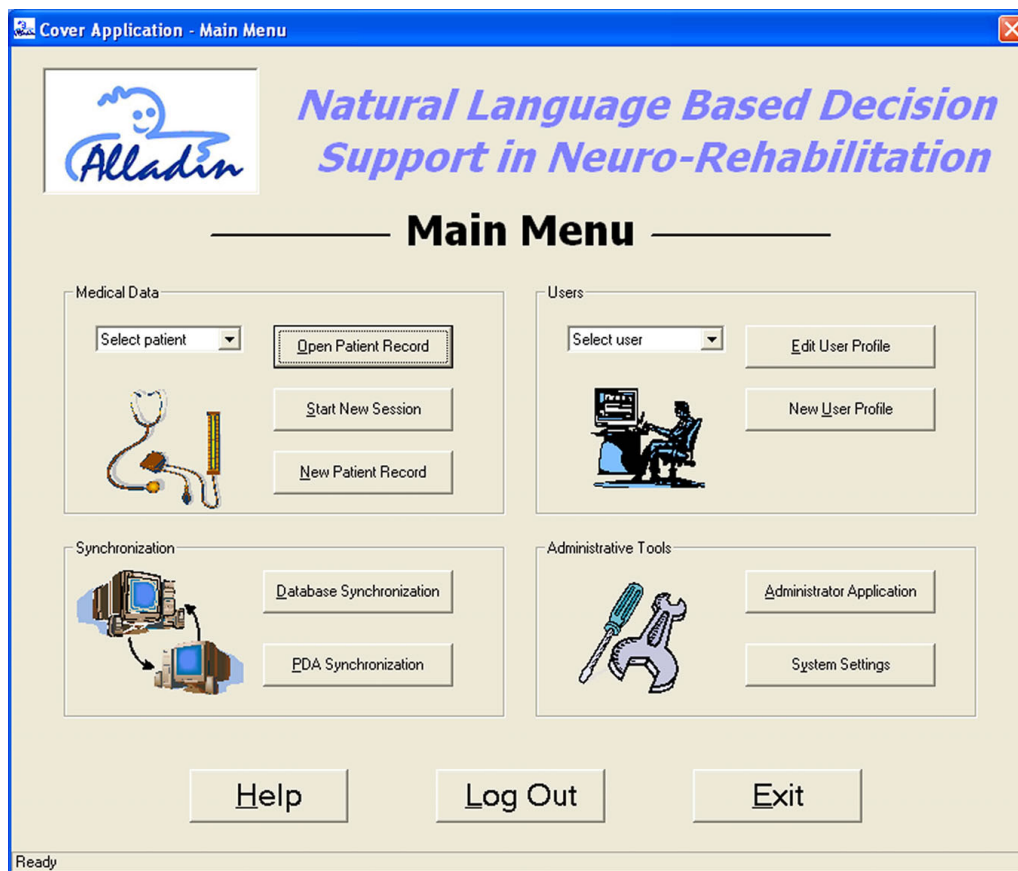 Cover Application - Main Menu
Alladin
Natural Language Based Decision
Support in Neuro-Rehabilitation
Main Menu
Medical Data
Select patient
Open Patient Record
Start New Session
New Patient Record
Users
Select user
Edit User Profile
New User Profile
Synchronization
Database Synchronization
PDA Synchronization
Administrative Tools
Administrator Application
System Settings
Help
Log Out
Exit
Ready